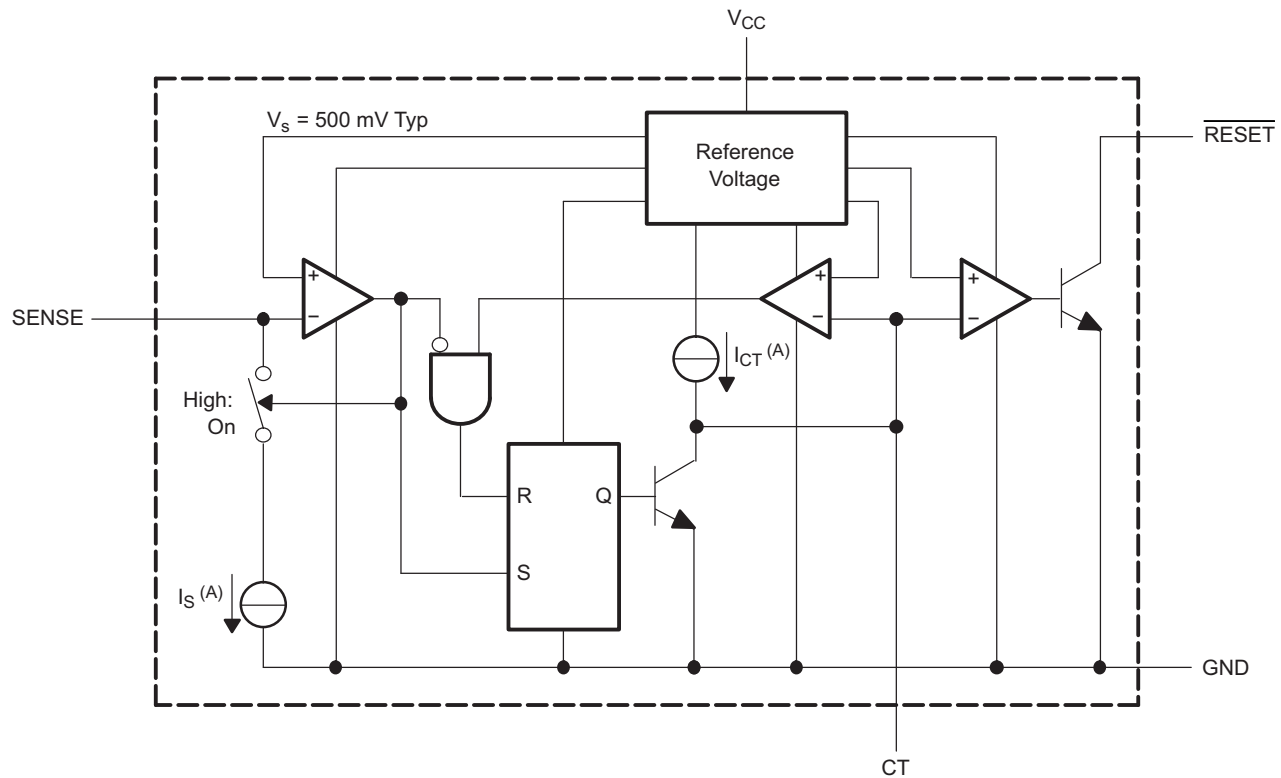 VCC
Vs = 500 mV Typ
Reference
Voltage
RESET
+
−
+
−
+
−
SENSE
ICT (A)
High:
On
R
Q
S
IS (A)
GND
CT